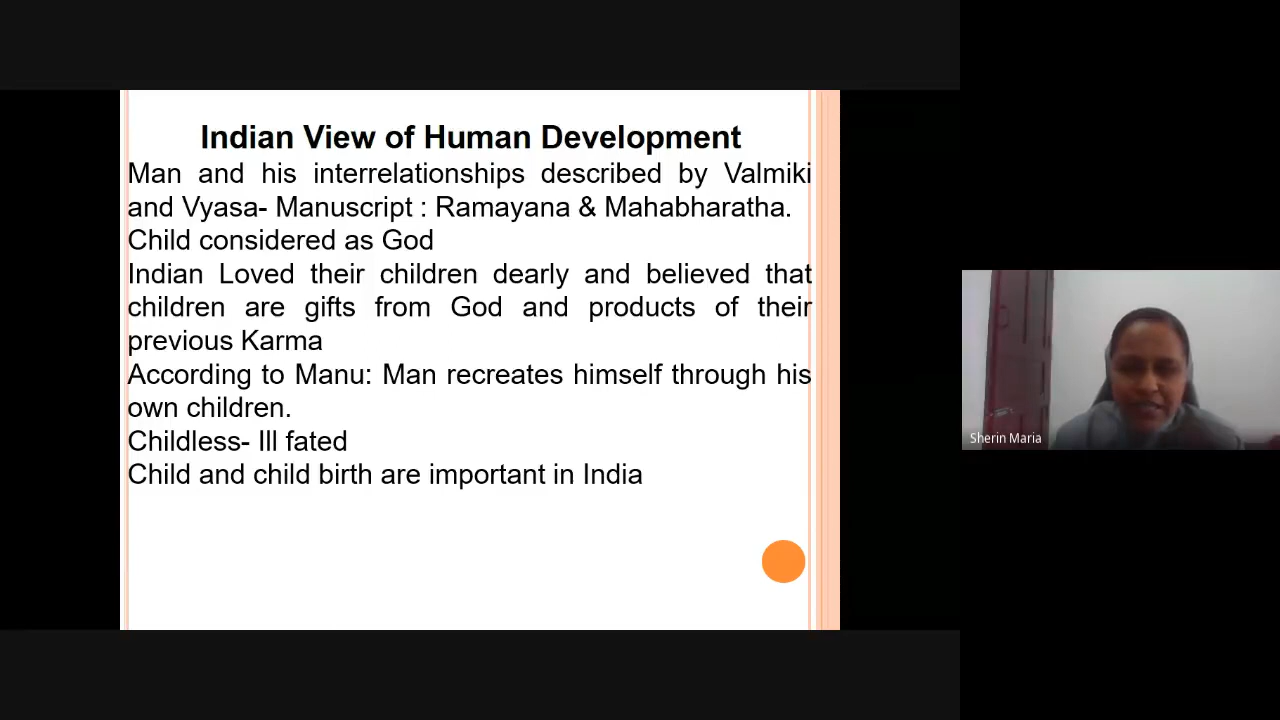 Indian View of Human Development
Man and his interrelationships described by Valmiki
and Vyasa- Manuscript : Ramayana & Mahabharatha.
Child considered as God
Indian Loved their children dearly and believed that
children are gifts from God and products of their
previous Karma
According to Manu: Man recreates himself through his
own children.
Childless- Ill fated
Child and child birth are important in India
Sherin Maria